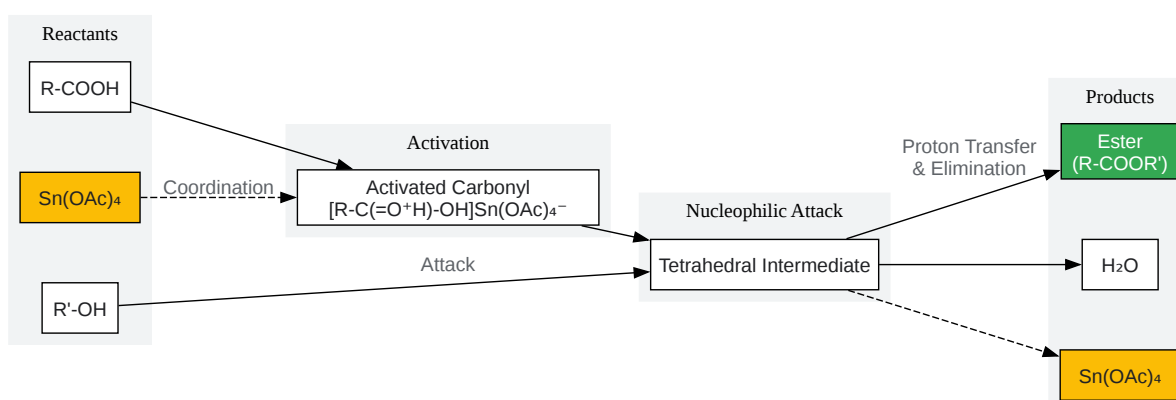 Reactants
R-COOH
Sn(OAc)₄
R'-OH
Coordination
Activation
Activated Carbonyl
[R-C(=O⁺H)-OH]Sn(OAc)₄⁻
Attack
Nucleophilic Attack
Tetrahedral Intermediate
Proton Transfer
& Elimination
Products
Ester
(R-COOR')
H₂O
Sn(OAc)₄